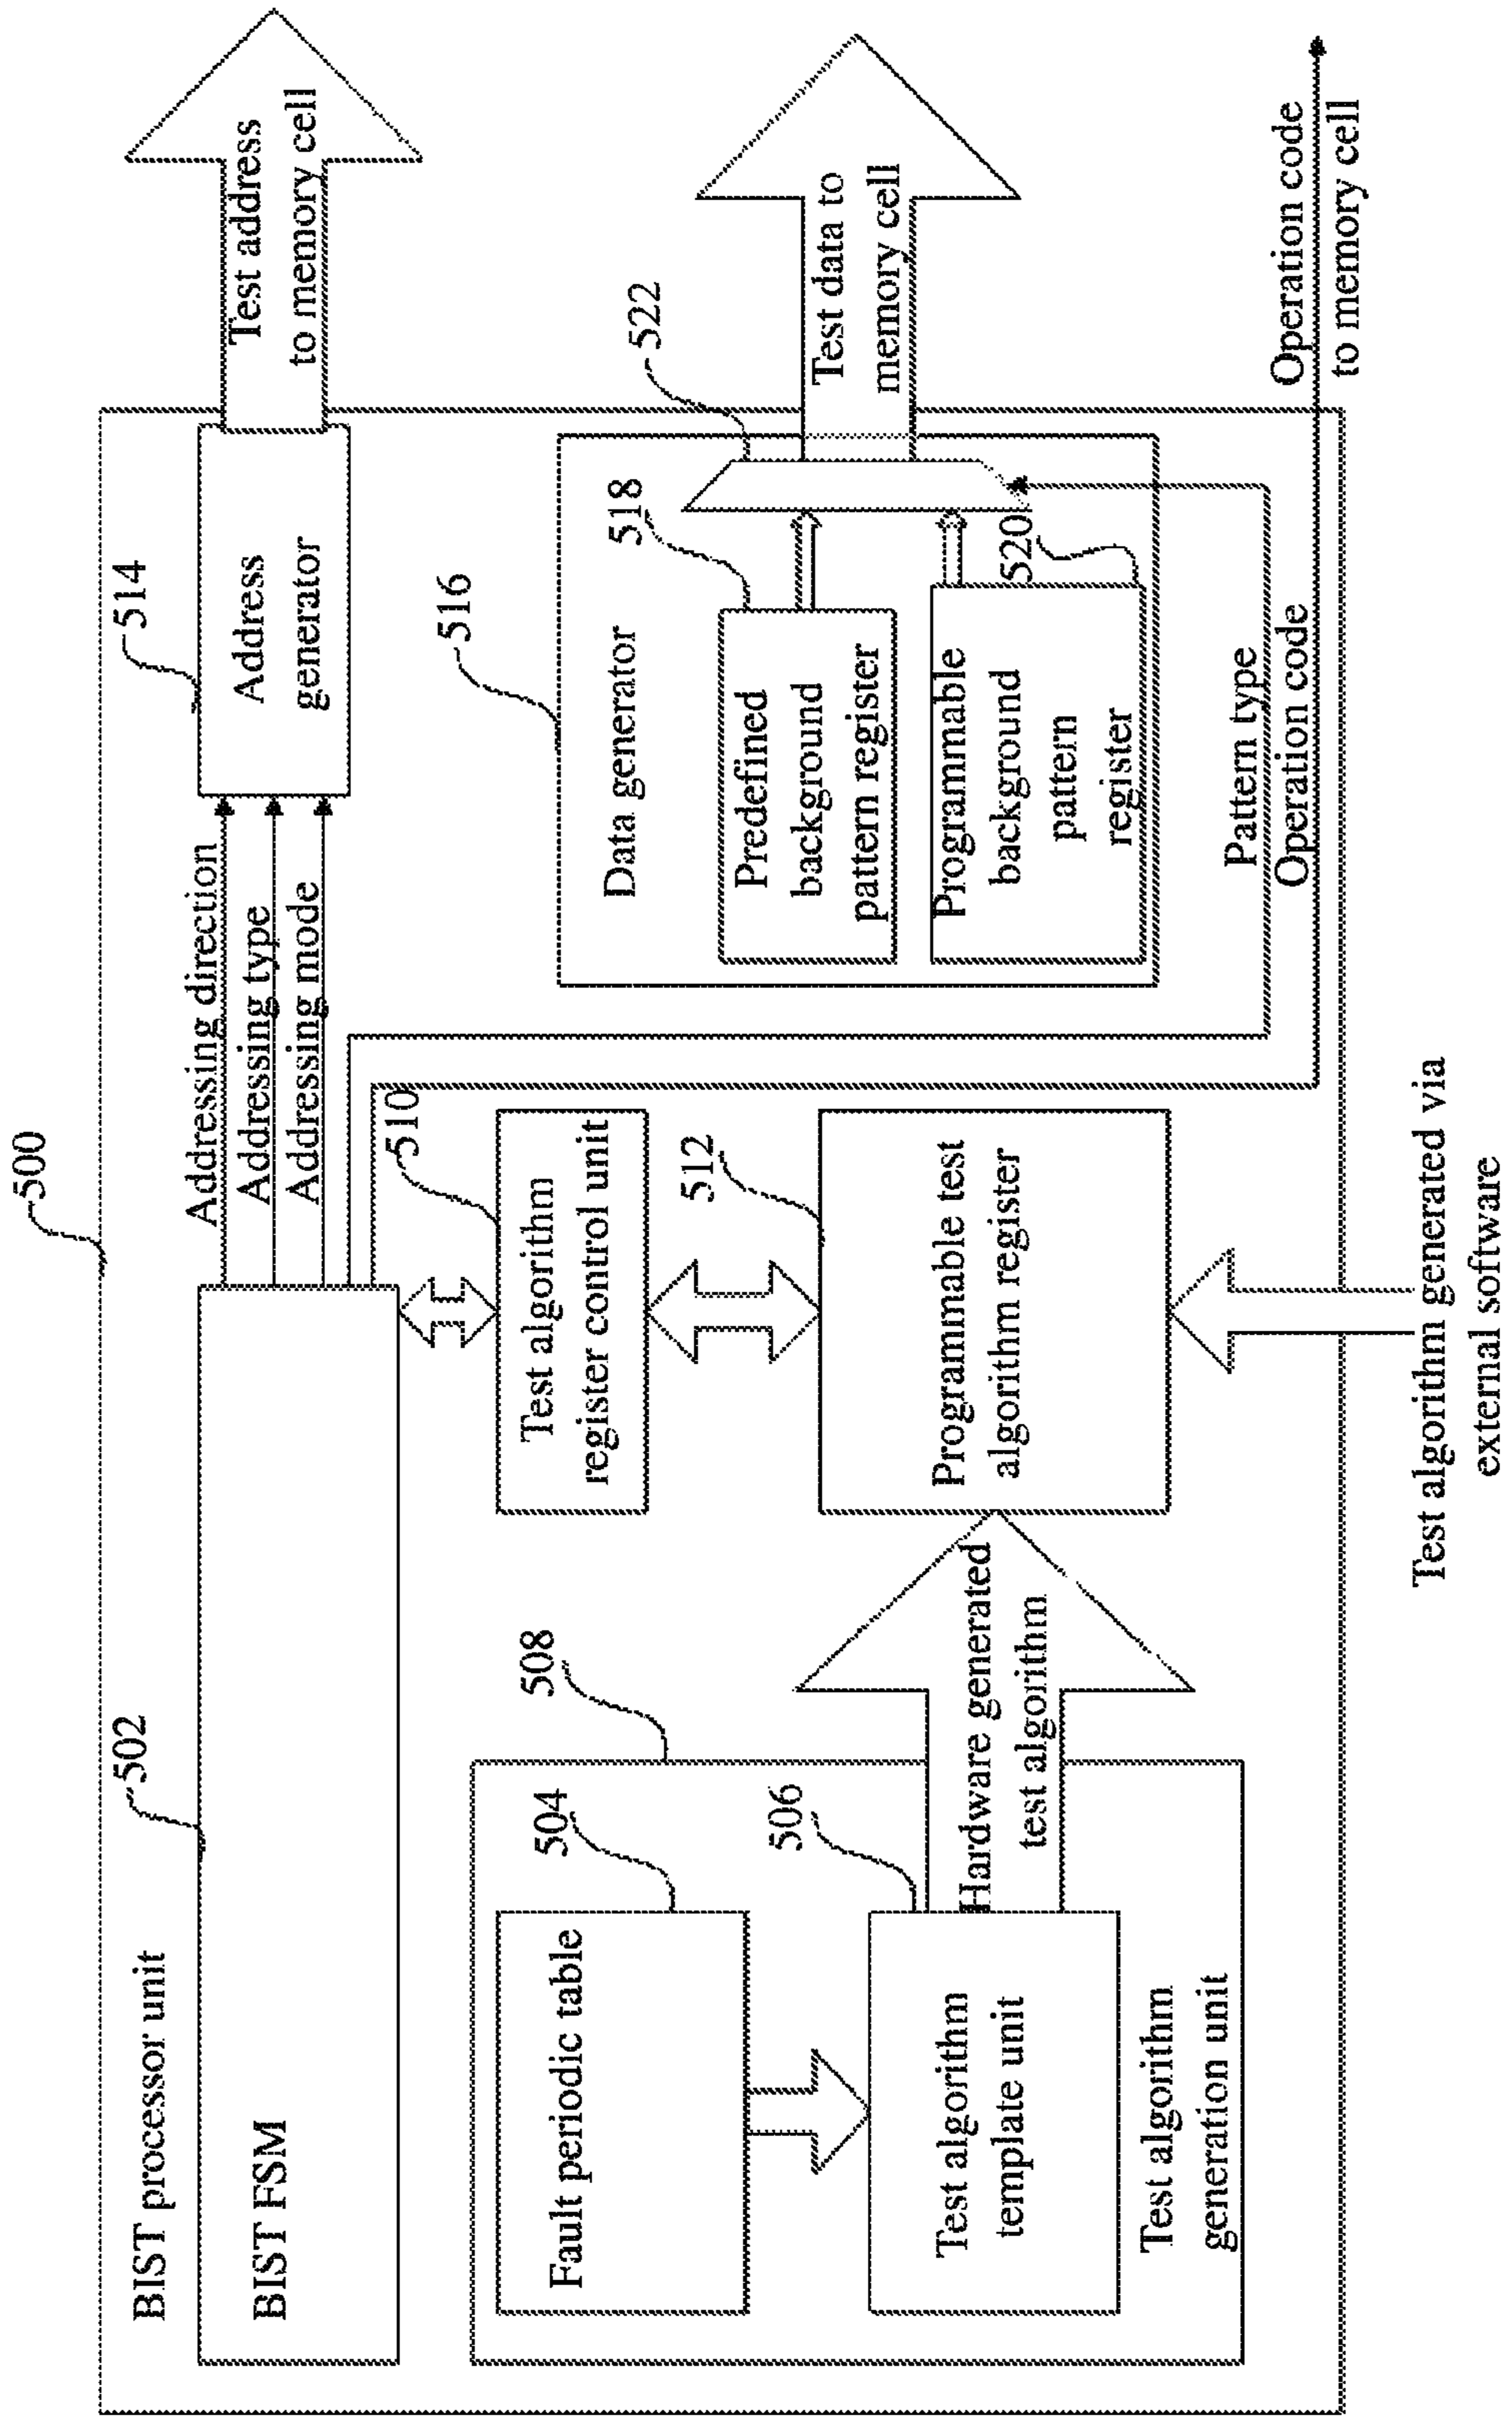 500
BIST processor unit
502
BIST FSM
Addressing direction
Addressing type
Addressing mode
514
Address
generator
Test address
to memory cell
508
504
Fault periodic table
506
Test algorithm
template unit
Test algorithm
generation unit
Hardware generated
test algorithm
510
Test algorithm
register control unit
512
Programmable test
algorithm register
Test algorithm generated via
external software
516
Data generator
518
Predefined
background
pattern register
520
Programmable
background
pattern
register
522
Test data to
memory cell
Pattern type
Operation code
Operation code
to memory cell